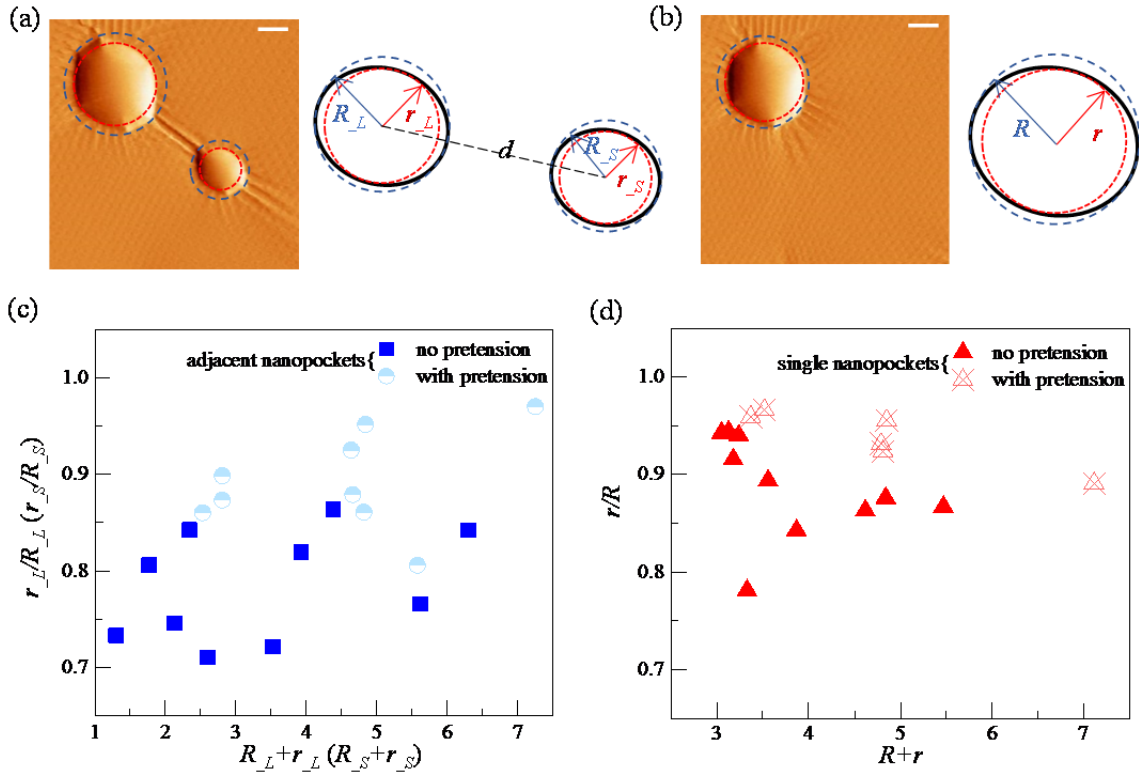 (a)
R_L
r_L
d
R_S
r_S
(b)
R
r
(c)
adjacent nanopockets{
no pretension
with pretension
1.0
0.9
0.8
0.7
r_L/R_L (r_S/R_S)
1 2 3 4 5 6 7
R_L+r_L (R_S+r_S)
(d)
single nanopockets{
no pretension
with pretension
1.0
0.9
0.8
0.7
r/R
3 4 5 6 7
R+r